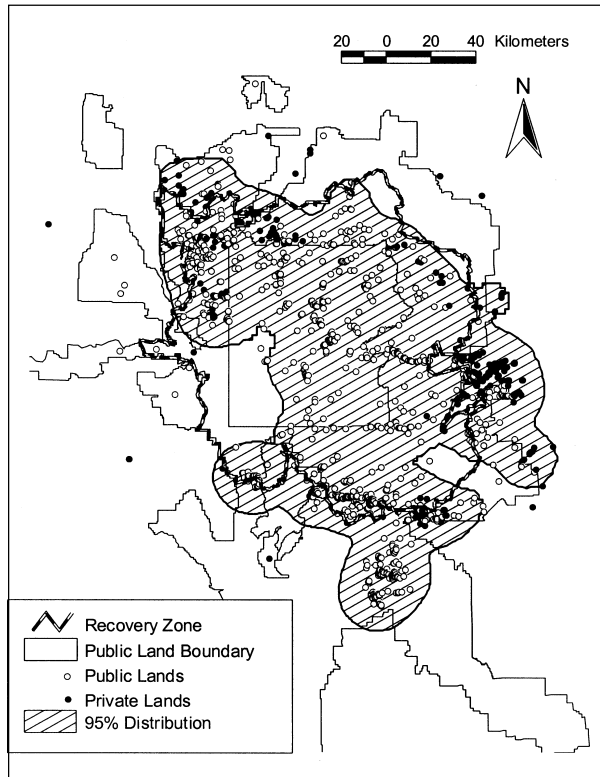 20 0 20 40 Kilometers
N
Recovery Zone
Public Land Boundary
Public Lands
Private Lands
95% Distribution